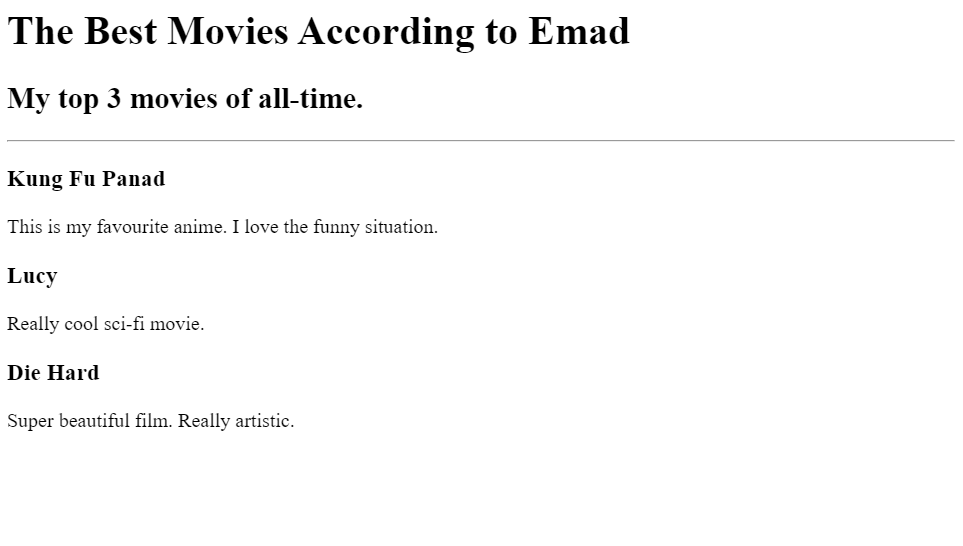 The Best Movies According to Emad
My top 3 movies of all-time.
Kung Fu Panad
This is my favourite anime. I love the funny situation.
Lucy
Really cool sci-fi movie.
Die Hard
Super beautiful film. Really artistic.